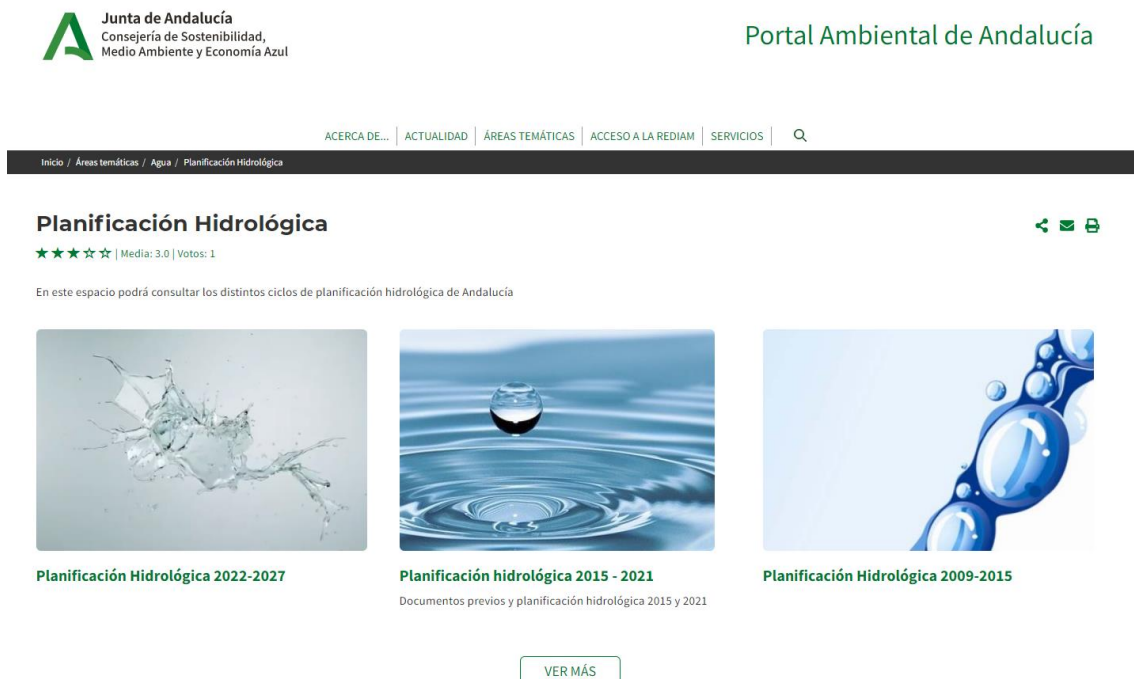 Junta de Andalucía
Consejería de Sostenibilidad,
Medio Ambiente y Economía Azul
Portal Ambiental de Andalucía
ACERCA DE... | ACTUALIDAD | ÁREAS TEMÁTICAS | ACCESO A LA REDIAM | SERVICIOS |
Inicio / Áreas temáticas / Agua / Planificación Hidrológica
Planificación Hidrológica
★★★☆☆ | Media: 3.0 | Votos: 1
En este espacio podrá consultar los distintos ciclos de planificación hidrológica de Andalucía
Planificación Hidrológica 2022-2027
Planificación hidrológica 2015 - 2021
Documentos previos y planificación hidrológica 2015 y 2021
Planificación Hidrológica 2009-2015
VER MÁS